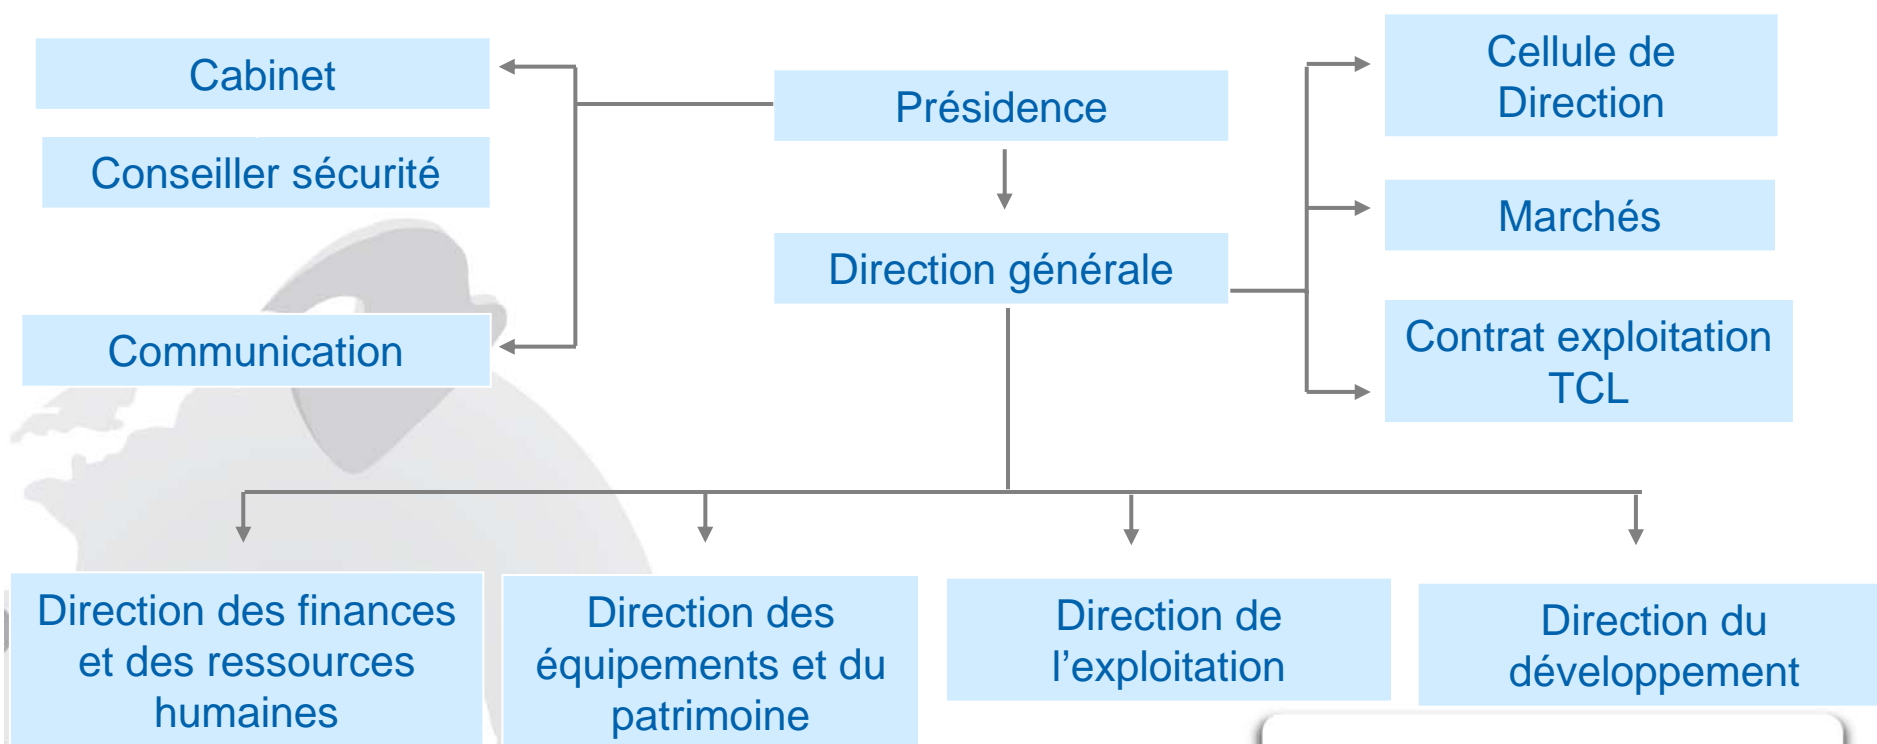 Cabinet
Conseiller sécurité
Communication
Présidence
Direction générale
Cellule de
Direction
Marchés
Contrat exploitation
TCL
Direction des finances
et des ressources
humaines
Direction des
équipements et du
patrimoine
Direction de
l’exploitation
Direction du
développement